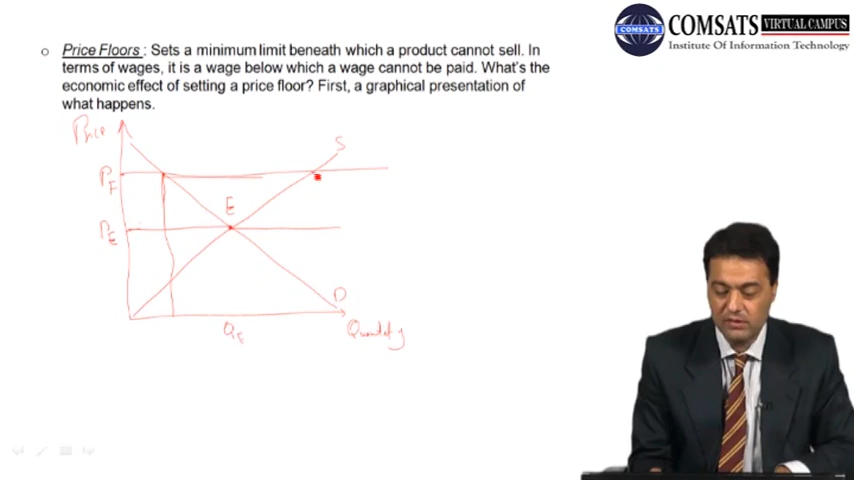 COMSATS VIRTUAL CAMPUS
Institute Of Information Technology
o Price Floors : Sets a minimum limit beneath which a product cannot sell. In
terms of wages, it is a wage below which a wage cannot be paid. What's the
economic effect of setting a price floor? First, a graphical presentation of
what happens.
Price
S
PF
E
PE
D
QE
Quantity